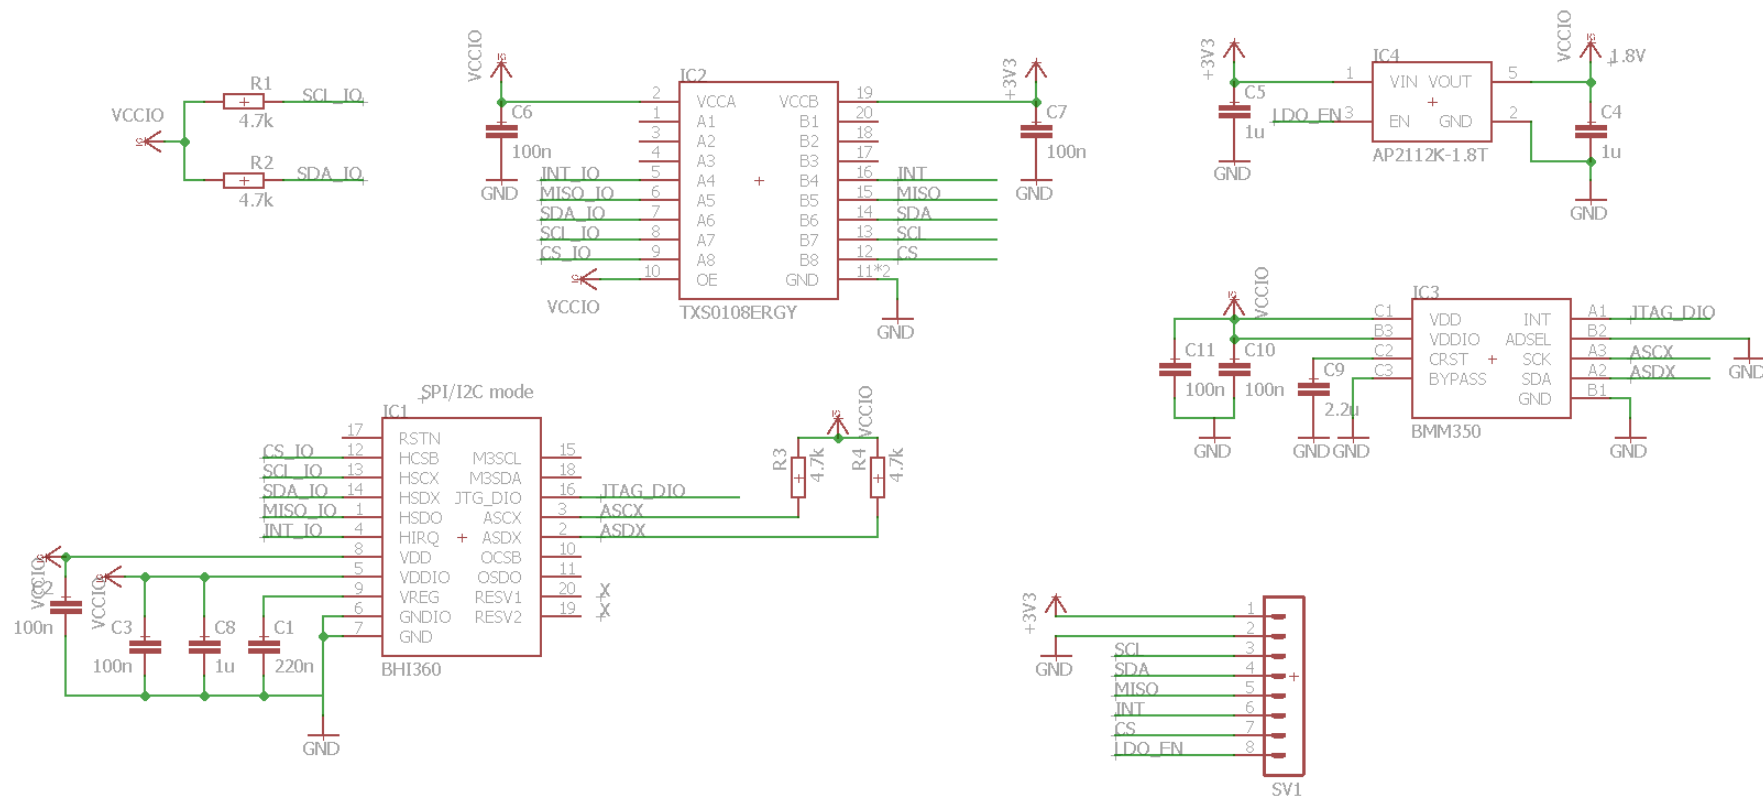 R1
SCL_IO
4.7k
VCCIO
R2
SDA_IO
4.7k
VCCIO
C6
100n
GND
IC2
2 VCCA VCCB 19
1 A1 B1 20
3 A2 B2 18
4 A3 B3 17
INT_IO 5 A4 B4 16 INT
MISO_IO 6 A5 B5 15 MISO
SDA_IO 7 A6 B6 14 SDA
SCL_IO 8 A7 B7 13 SCL
CS_IO 9 A8 B8 12 CS
10 OE GND 11*2
VCCIO
TXS0108ERGY
GND
+3V3
C7
100n
GND
+3V3
C5
1u
GND
LDO_EN
IC4
1 VIN VOUT 5
3 EN GND 2
AP2112K-1.8T
VCCIO
1.8V
C4
1u
GND
VCCIO
C11
100n
C10
100n
GND
C9
2.2u
GND
GND
IC3
C1 VDD INT A1 JTAG_DIO
B3 VDDIO ADSEL B2
C2 CRST SCK A3 ASCX
C3 BYPASS SDA A2 ASDX
GND B1
BMM350
GND
GND
SPI/I2C mode
IC1
17 RSTN
CS_IO 12 HCSB M3SCL 15
SCL_IO 13 HSCX M3SDA 18
SDA_IO 14 HSDX JTG_DIO 16 JTAG_DIO
MISO_IO 1 HSDO ASCX 3 ASCX
INT_IO 4 HIRQ ASDX 2 ASDX
8 VDD OCSB 10
5 VDDIO OSDO 11
9 VREG RESV1 20 X
6 GNDIO RESV2 19 X
7 GND
BHI360
VCCIO
R3
4.7k
R4
4.7k
VCCIO
C2
100n
VCCIO
C3
100n
C8
1u
C1
220n
GND
+3V3
GND
1
2
SCL 3
SDA 4
MISO 5
INT 6
CS 7
LDO_EN 8
SV1